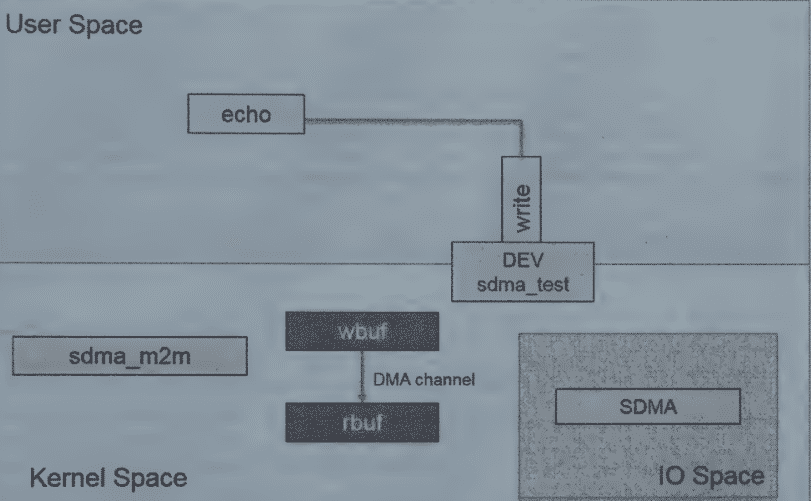 User Space
echo
write
DEV
sdma_test
wbuf
sdma_m2m
DMA channel
SDMA
rbuf
Kernel Space
IO Space